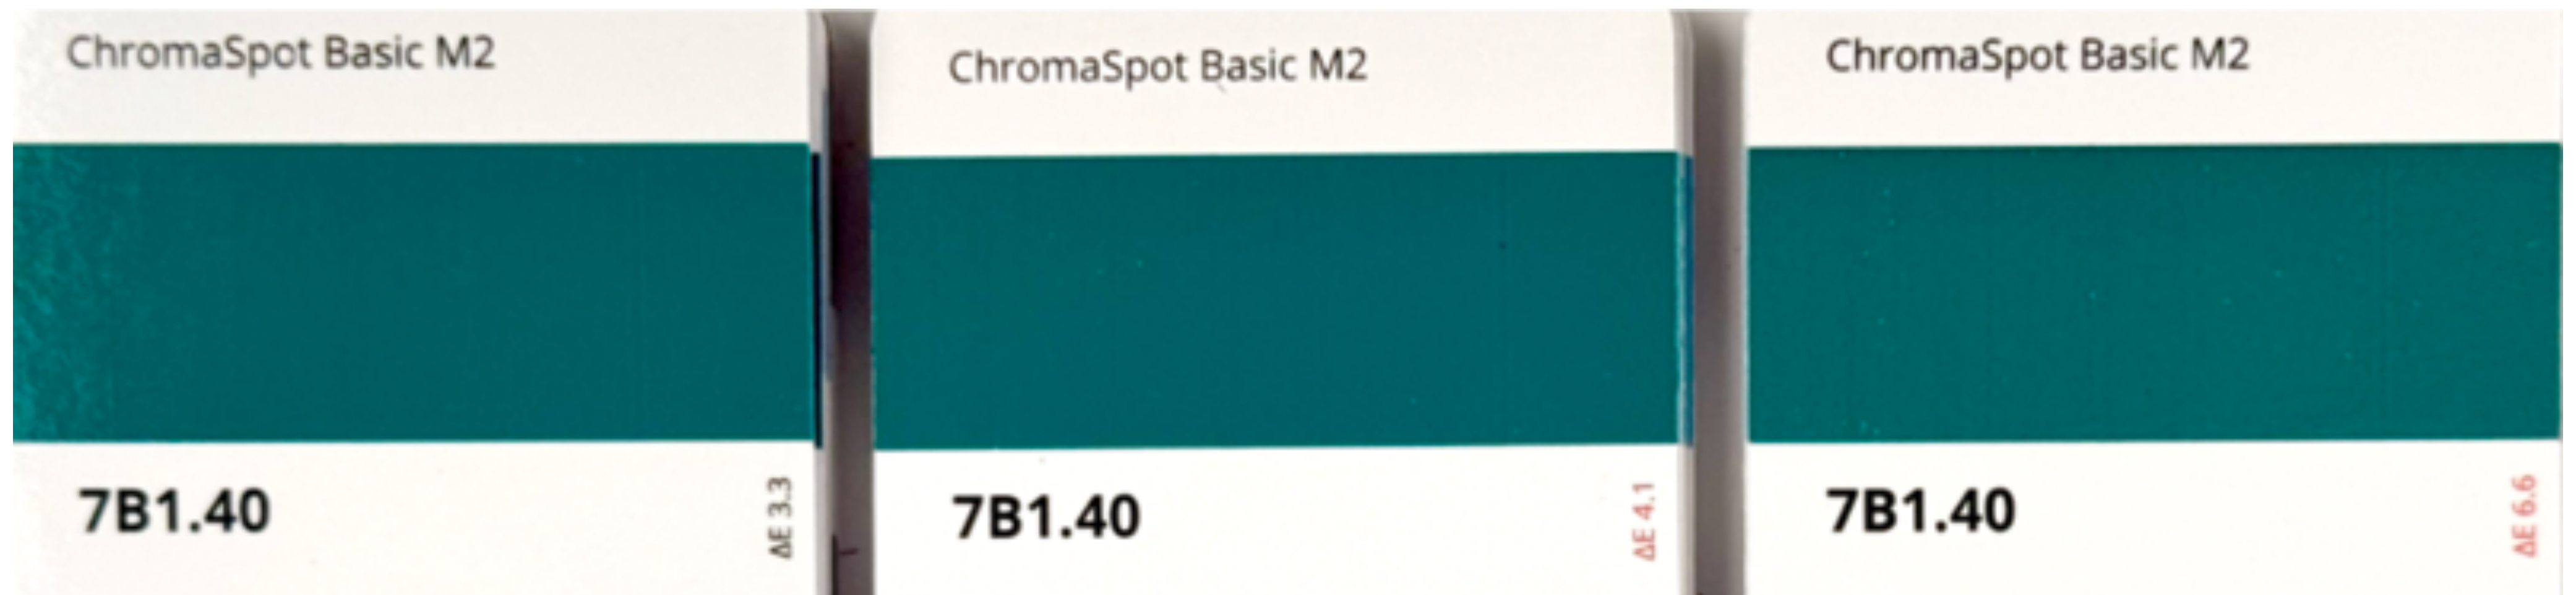 ChromaSpot Basic M2
7B1.40
ΔE 3.3
ChromaSpot Basic M2
7B1.40
ΔE 4.1
ChromaSpot Basic M2
7B1.40
ΔE 6.6